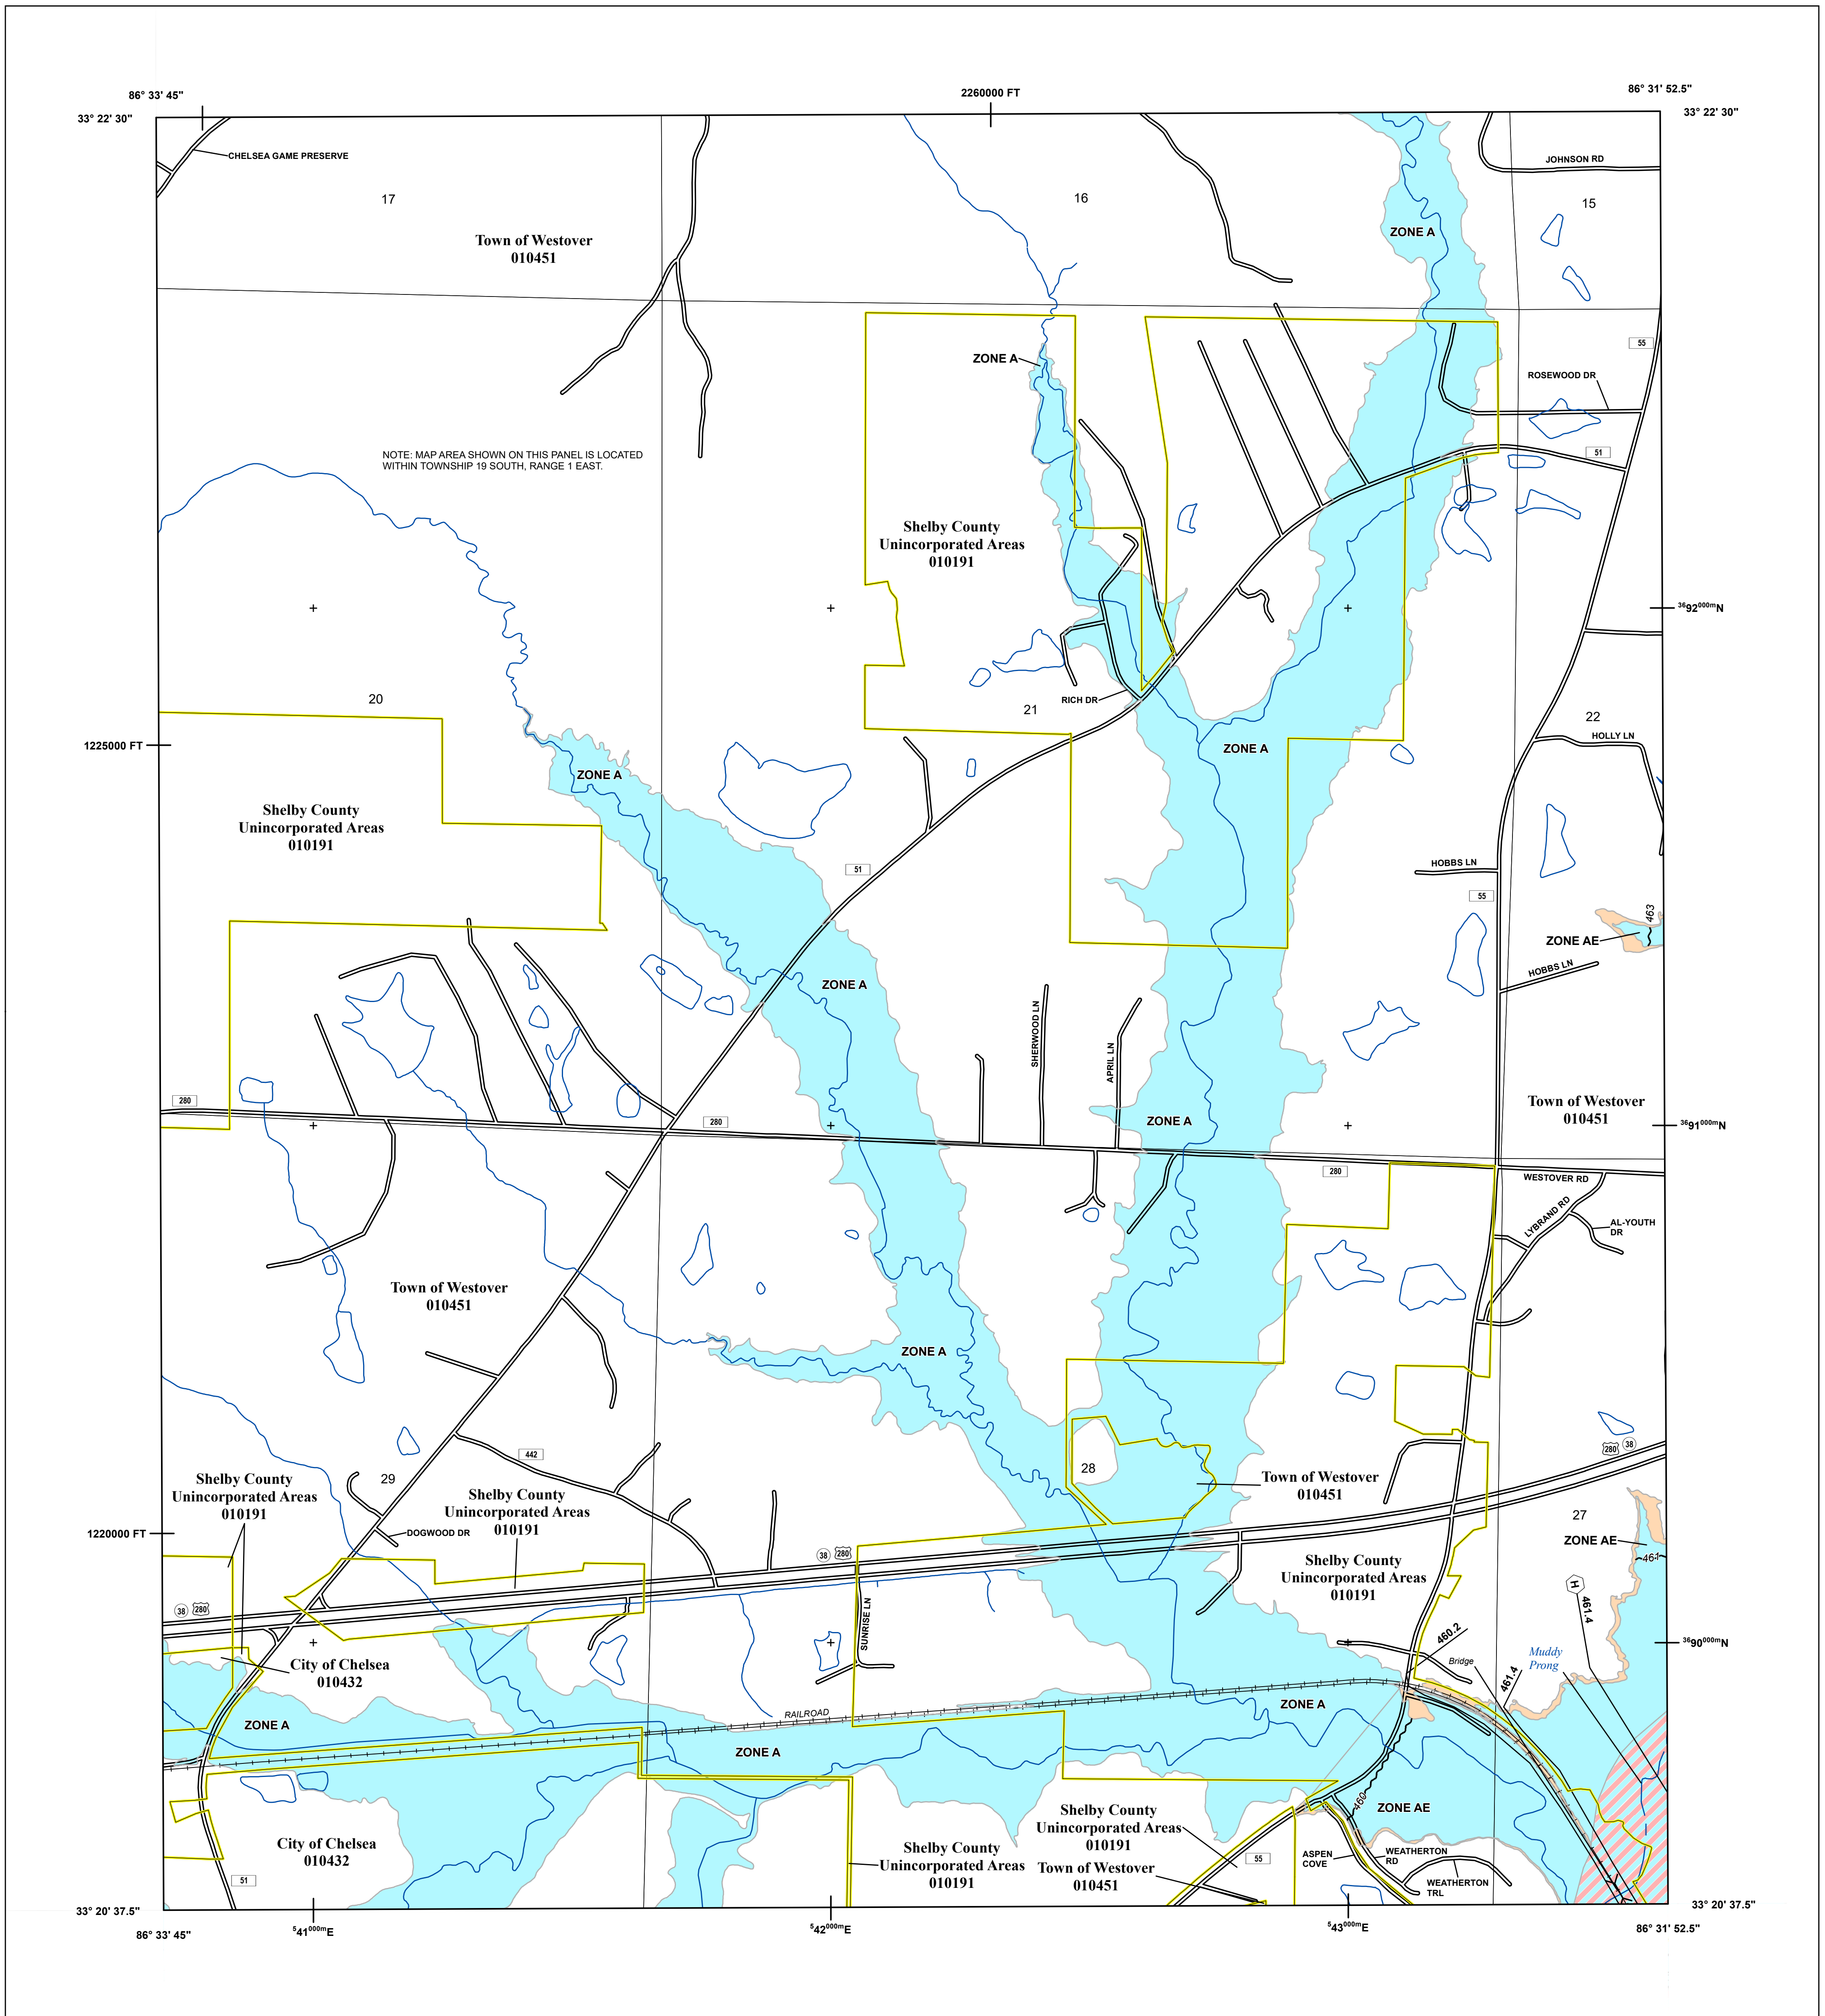 86° 33' 45"
2260000 FT
86° 31' 52.5"
33° 22' 30"
33° 22' 30"
CHELSEA GAME PRESERVE
JOHNSON RD
17
16
15
Town of Westover
010451
ZONE A
55
ZONE A
ROSEWOOD DR
NOTE: MAP AREA SHOWN ON THIS PANEL IS LOCATED
WITHIN TOWNSHIP 19 SOUTH, RANGE 1 EAST.
51
Shelby County
Unincorporated Areas
010191
3692000mN
20
RICH DR
21
22
HOLLY LN
1225000 FT
ZONE A
ZONE A
Shelby County
Unincorporated Areas
010191
51
HOBBS LN
55
463
ZONE AE
HOBBS LN
ZONE A
SHERWOOD LN
APRIL LN
280
280
ZONE A
Town of Westover
010451
3691000mN
280
WESTOVER RD
LYBRAND RD
AL-YOUTH
DR
Town of Westover
010451
ZONE A
442
280
38
29
28
Shelby County
Unincorporated Areas
010191
Shelby County
Unincorporated Areas
010191
Town of Westover
010451
27
1220000 FT
DOGWOOD DR
ZONE AE
461
38
280
Shelby County
Unincorporated Areas
010191
H
461.4
38
280
SUNRISE LN
460.2
3690000mN
City of Chelsea
010432
Bridge
Muddy
Prong
461.4
ZONE A
RAILROAD
ZONE A
ZONE A
460
ZONE AE
Shelby County
Unincorporated Areas
010191
City of Chelsea
010432
Shelby County
Unincorporated Areas
010191
Town of Westover
010451
55
ASPEN
COVE
WEATHERTON
RD
WEATHERTON
TRL
51
33° 20' 37.5"
33° 20' 37.5"
86° 33' 45"
541000mE
542000mE
543000mE
86° 31' 52.5"